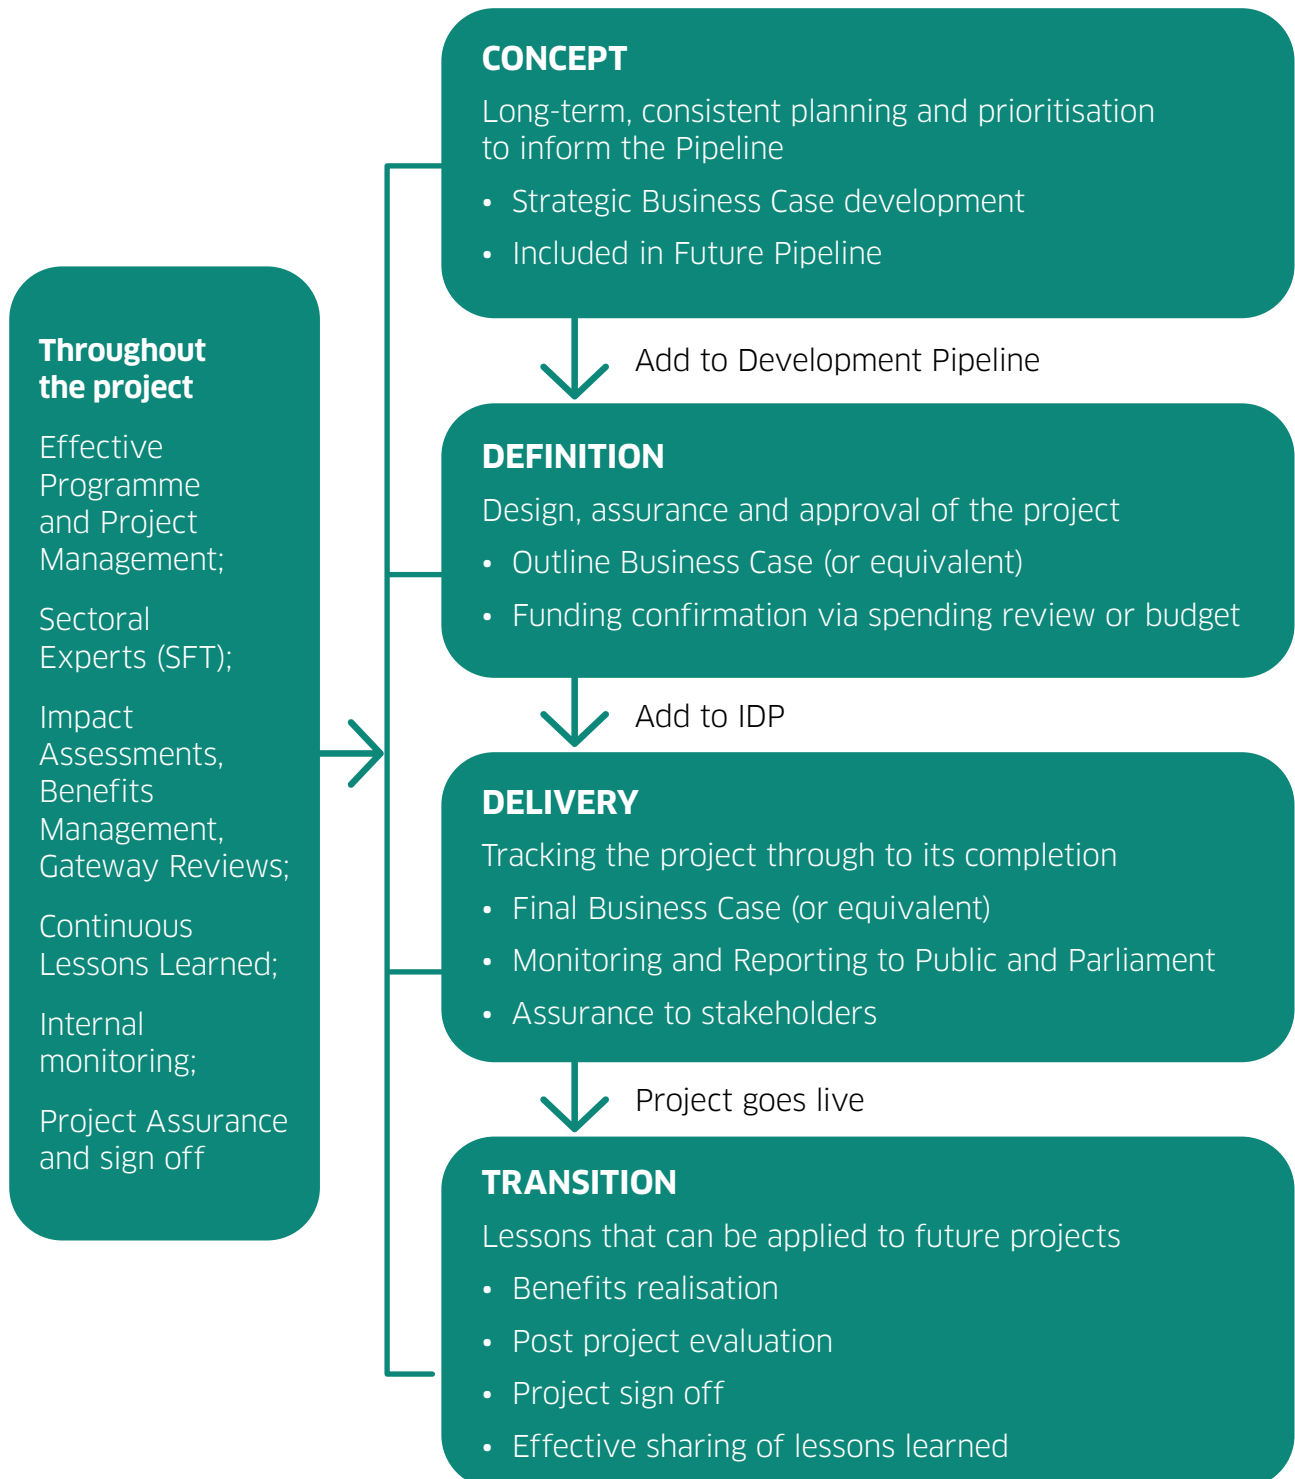 CONCEPT
Long-term, consistent planning and prioritisation
to inform the Pipeline
• Strategic Business Case development
• Included in Future Pipeline
Add to Development Pipeline
Throughout
the project
Effective
Programme
and Project
Management;
Sectoral
Experts (SFT);
Impact
Assessments,
Benefits
Management,
Gateway Reviews;
Continuous
Lessons Learned;
Internal
monitoring;
Project Assurance
and sign off
DEFINITION
Design, assurance and approval of the project
• Outline Business Case (or equivalent)
• Funding confirmation via spending review or budget
Add to IDP
DELIVERY
Tracking the project through to its completion
• Final Business Case (or equivalent)
• Monitoring and Reporting to Public and Parliament
• Assurance to stakeholders
Project goes live
TRANSITION
Lessons that can be applied to future projects
• Benefits realisation
• Post project evaluation
• Project sign off
• Effective sharing of lessons learned